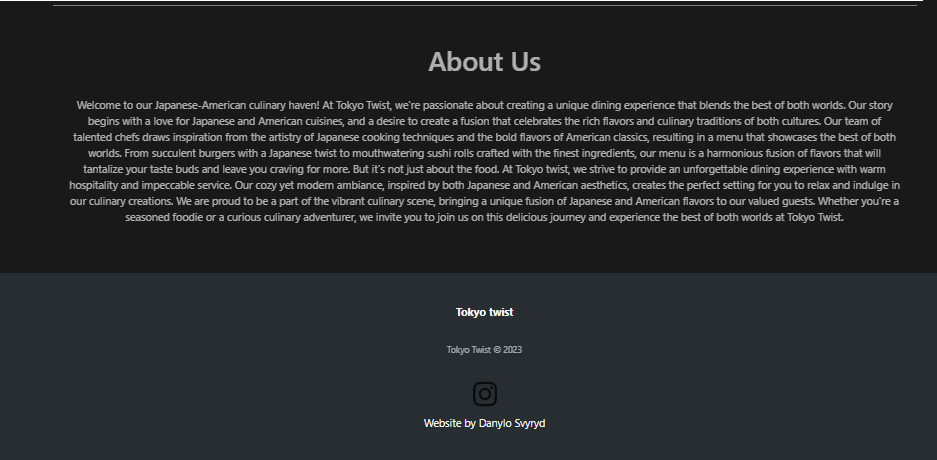 About Us
Welcome to our Japanese-American culinary haven! At Tokyo Twist, we're passionate about creating a unique dining experience that blends the best of both worlds. Our story
begins with a love for Japanese and American cuisines, and a desire to create a fusion that celebrates the rich flavors and culinary traditions of both cultures. Our team of
talented chefs draws inspiration from the artistry of Japanese cooking techniques and the bold flavors of American classics, resulting in a menu that showcases the best of both
worlds. From succulent burgers with a Japanese twist to mouthwatering sushi rolls crafted with the finest ingredients, our menu is a harmonious fusion of flavors that will
tantalize your taste buds and leave you craving for more. But it's not just about the food. At Tokyo twist, we strive to provide an unforgettable dining experience with warm
hospitality and impeccable service. Our cozy yet modern ambiance, inspired by both Japanese and American aesthetics, creates the perfect setting for you to relax and indulge in
our culinary creations. We are proud to be a part of the vibrant culinary scene, bringing a unique fusion of Japanese and American flavors to our valued guests. Whether you're a
seasoned foodie or a curious culinary adventurer, we invite you to join us on this delicious journey and experience the best of both worlds at Tokyo Twist.
Tokyo twist
Tokyo Twist © 2023
Website by Danylo Svyryd